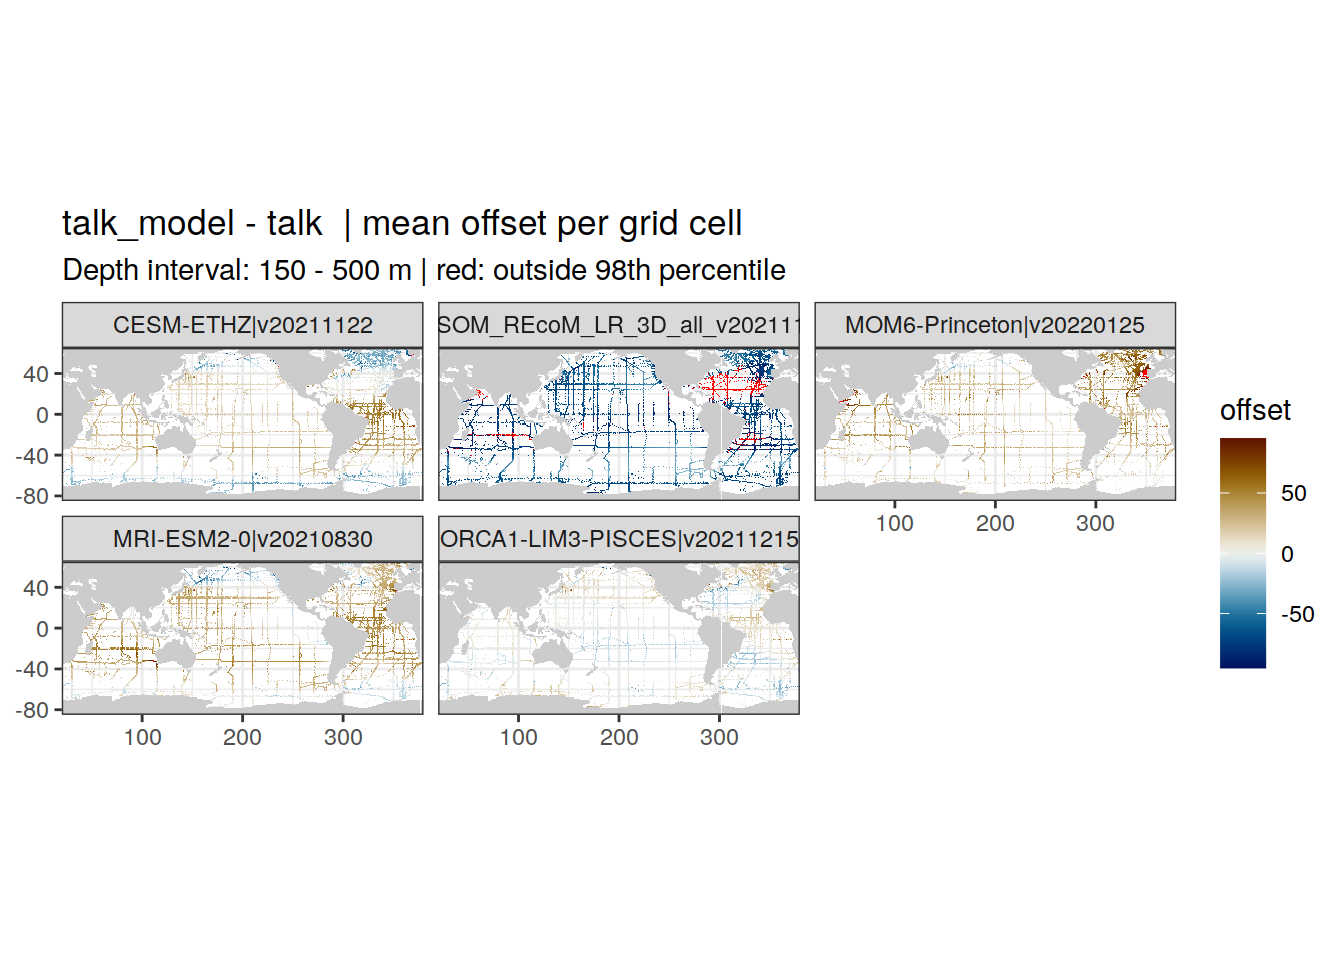 talk_model - talk | mean offset per grid cell
Depth interval: 150 - 500 m | red: outside 98th percentile
CESM-ETHZ|v20211122
SOM_REcoM_LR_3D_all_v202111
MOM6-Princeton|v20220125
40
0
-40
-80
100
200
300
MRI-ESM2-0|v20210830
ORCA1-LIM3-PISCES|v20211215
40
0
-40
-80
100
200
300
100
200
300
offset
50
0
-50